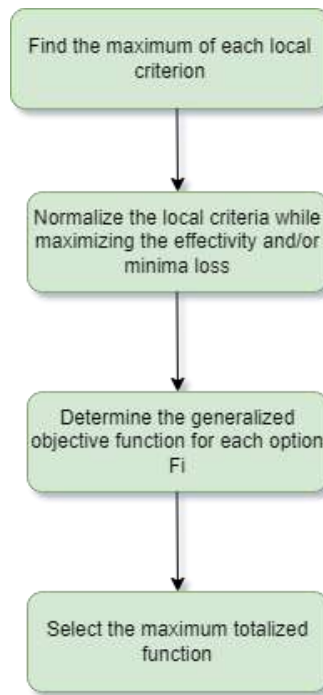 Find the maximum of each local
criterion
Normalize the local criteria while
maximizing the effectivity and/or
minima loss
Determine the generalized
objective function for each option
Fi
Select the maximum totalized
function